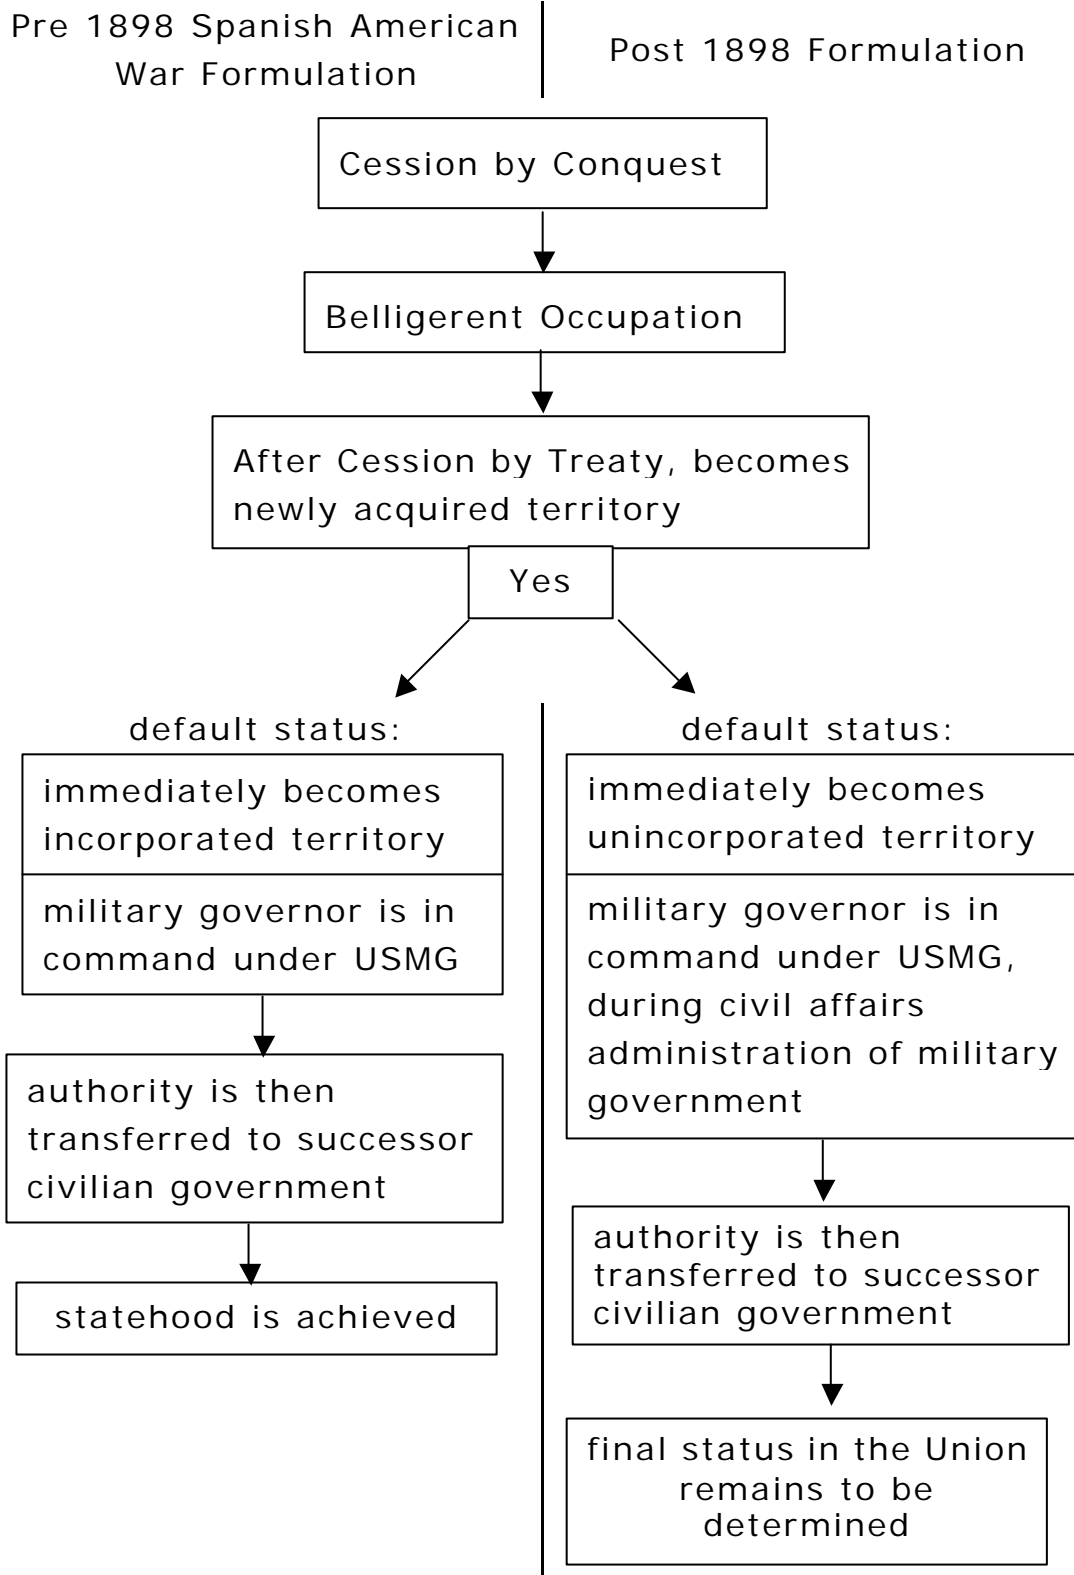 Pre 1898 Spanish American
War Formulation
Post 1898 Formulation
Cession by Conquest
Belligerent Occupation
After Cession by Treaty, becomes
newly acquired territory
Yes
default status:
immediately becomes
incorporated territory
military governor is in
command under USMG
authority is then
transferred to successor
civilian government
statehood is achieved
default status:
immediately becomes
unincorporated territory
military governor is in
command under USMG,
during civil affairs
administration of military
government
authority is then
transferred to successor
civilian government
final status in the Union
remains to be
determined